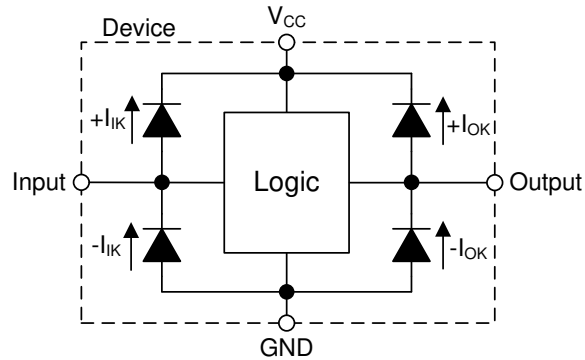 Device
V_CC
+I_IK
+I_OK
Input
Logic
Output
-I_IK
-I_OK
GND